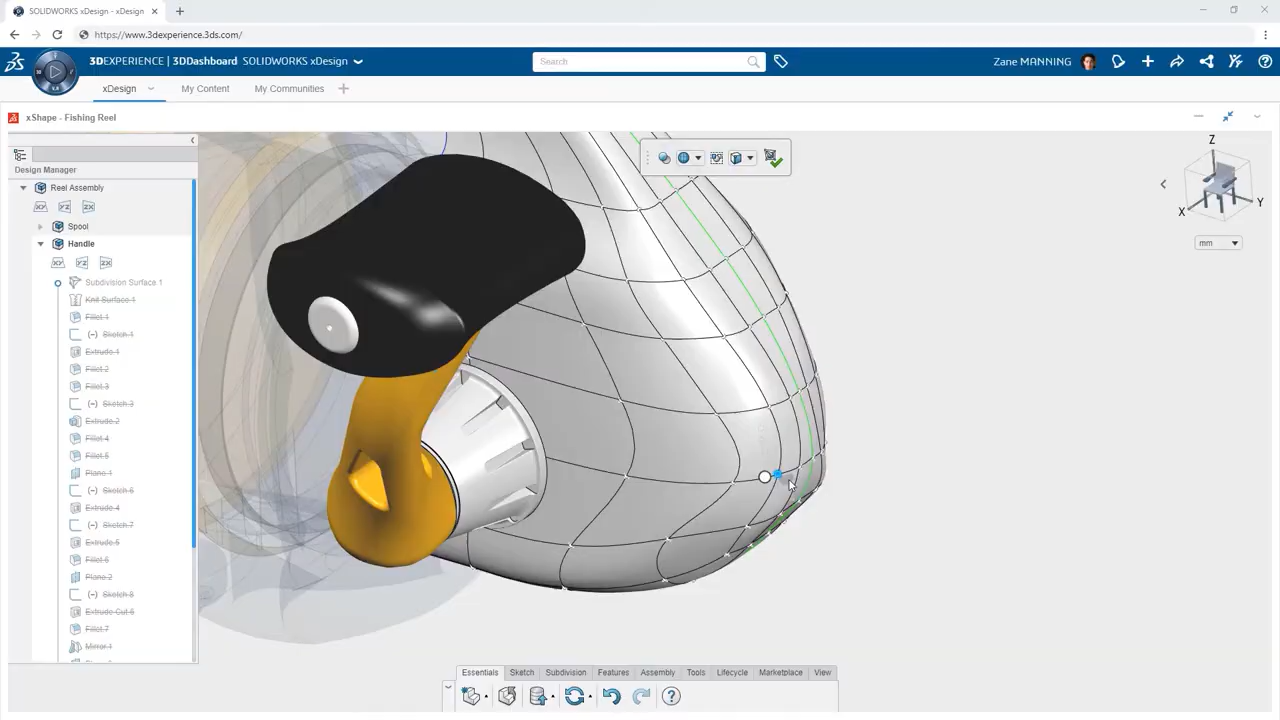 SOLIDWORKS xDesign - xDesign
https://www.3dexperience.3ds.com/
3DEXPERIENCE | 3DDashboard SOLIDWORKS xDesign
Search
Zane MANNING
xDesign
My Content
My Communities
xShape - Fishing Reel
Design Manager
Reel Assembly
Spool
Handle
Subdivision Surface.1
Knit Surface.1
Fillet.1
(-) Sketch.1
Extrude.1
Fillet.2
Fillet.3
(-) Sketch.3
Extrude.2
Fillet.4
Fillet.5
Plane.1
(-) Sketch.6
Extrude.4
(-) Sketch.7
Extrude.5
Fillet.6
Plane.2
(-) Sketch.8
Extrude Cut.6
Fillet.7
Mirror.1
Z
X
Y
mm
Essentials
Sketch
Subdivision
Features
Assembly
Tools
Lifecycle
Marketplace
View